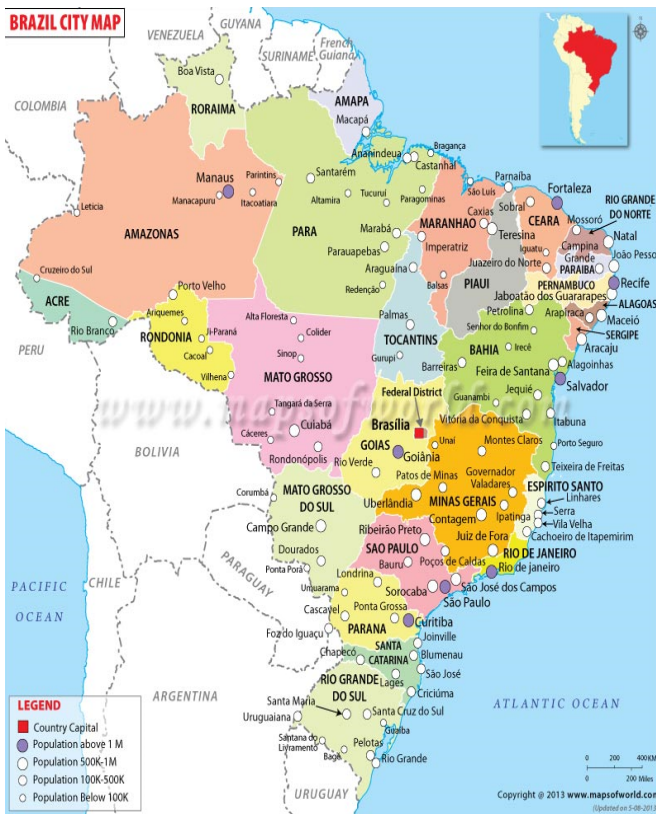 BRAZIL CITY MAP
GUYANA
VENEZUELA
SURINAME
French
Guiana
COLOMBIA
Boa Vista
RORAIMA
AMAPA
Macapá
Bragança
Ananindeua
Castanhal
Manaus
Parintins
Santarém
Manacapuru
Itacoatiara
Altamira
Tucuruí
Paragominas
São Luís
Parnaíba
Fortaleza
Sobral
Leticia
AMAZONAS
PARA
Marabá
MARANHAO
Caxias
Teresina
CEARA
Mossoró
RIO GRANDE
DO NORTE
Natal
Parauapebas
Imperatriz
Iguatu
Campina
Grande
João Pesso
Araguaína
Juazeiro do Norte
PARAIBA
Cruzeiro do Sul
Redenção
Balsas
PIAUI
PERNAMBUCO
Recife
Porto Velho
Jaboatão dos Guararapes
ACRE
Rio Branco
Ariquemes
Palmas
Petrolina
Arapiraca
ALAGOAS
Maceió
RONDONIA
Ji-Paraná
Alta Floresta
Colider
TOCANTINS
Senhor do Bonfim
SERGIPE
PERU
Cacoal
Sinop
Gurupi
BAHIA
Irecê
Aracaju
Vilhena
MATO GROSSO
Barreiras
Feira de Santana
Alagoinhas
Federal District
Jequié
Salvador
www.mapsofworld.com
Tangará da Serra
Guanambi
Cuiabá
Brasília
Vitória da Conquista
Itabuna
Cáceres
GOIAS
Unai
Montes Claros
Porto Seguro
BOLIVIA
Rondonópolis
Goiânia
Rio Verde
Patos de Minas
Governador
Valadares
Teixeira de Freitas
ESPIRITO SANTO
Corumbá
MATO GROSSO
DO SUL
Uberlândia
MINAS GERAIS
Linhares
Ipatinga
Serra
Contagem
Vila Velha
Campo Grande
Ribeirão Preto
Juiz de Fora
Cachoeiro de Itapemirim
SAO PAULO
RIO DE JANEIRO
Dourados
Bauru
Poços de Caldas
Rio de janeiro
Ponta Porã
PARAGUAY
Londrina
São José dos Campos
PACIFIC
OCEAN
CHILE
Umuarama
Sorocaba
São Paulo
Cascavel
Ponta Grossa
Curitiba
Foz do Iguaçu
PARANA
Joinville
SANTA
CATARINA
Chapecó
Blumenau
São José
Lages
RIO GRANDE
DO SUL
Criciúma
ARGENTINA
Santa Maria
ATLANTIC OCEAN
Uruguaiana
Santa Cruz do Sul
Guaiba
Santana do
Livramento
Pelotas
Bagé
Rio Grande
URUGUAY
LEGEND
Country Capital
Population above 1 M
Population 500K-1M
Population 100K-500K
Population Below 100K
0 200 400KM
0 200 Miles
Copyright @ 2013 www.mapsofworld.co
(Updated on 5-08-2013